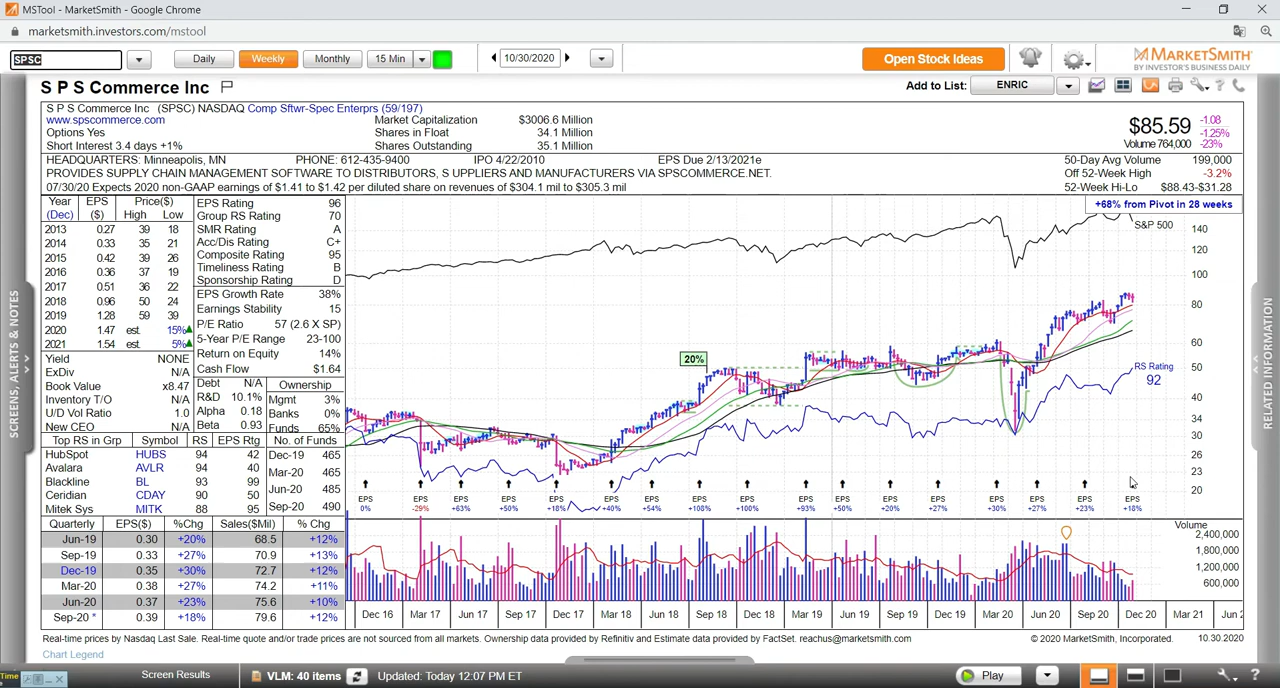 MSTool - MarketSmith - Google Chrome
marketsmith.investors.com/mstool
SPSC Daily Weekly Monthly 15 Min 10/30/2020 Open Stock Ideas MARKETSMITH
BY INVESTOR'S BUSINESS DAILY
S P S Commerce Inc Add to List: ENRIC
S P S Commerce Inc (SPSC) NASDAQ Comp Sftwr-Spec Enterprs (59/197)
www.spscommerce.com Market Capitalization $3006.6 Million
Options Yes Shares in Float 34.1 Million
Short Interest 3.4 days +1% Shares Outstanding 35.1 Million
$85.59 -1.08
-1.25%
Volume 764,000 -23%
HEADQUARTERS: Minneapolis, MN PHONE: 612-435-9400 IPO 4/22/2010 EPS Due 2/13/2021e 50-Day Avg Volume 199,000
PROVIDES SUPPLY CHAIN MANAGEMENT SOFTWARE TO DISTRIBUTORS, S UPPLIERS AND MANUFACTURERS VIA SPSCOMMERCE.NET. Off 52-Week High -3.2%
07/30/20 Expects 2020 non-GAAP earnings of $1.41 to $1.42 per diluted share on revenues of $304.1 mil to $305.3 mil 52-Week Hi-Lo $88.43-$31.28
Year EPS Price($)
(Dec) ($) High Low
2013 0.27 39 18
2014 0.33 35 21
2015 0.42 39 26
2016 0.36 37 19
2017 0.51 36 22
2018 0.96 50 24
2019 1.28 59 39
2020 1.47 est. 15%
2021 1.54 est. 5%
Yield NONE
ExDiv N/A
Book Value x8.47
Inventory T/O N/A
U/D Vol Ratio 1.0
New CEO N/A
EPS Rating 96
Group RS Rating 70
SMR Rating A
Acc/Dis Rating C+
Composite Rating 95
Timeliness Rating B
Sponsorship Rating D
EPS Growth Rate 38%
Earnings Stability 15
P/E Ratio 57 (2.6 X SP)
5-Year P/E Range 23-100
Return on Equity 14%
Cash Flow $1.64
Debt N/A
R&D 10.1%
Alpha 0.18
Beta 0.93
Ownership
Mgmt 3%
Banks 0%
Funds 65%
Top RS in Grp Symbol RS EPS Rtg
HubSpot HUBS 94 42
Avalara AVLR 94 40
Blackline BL 93 99
Ceridian CDAY 90 50
Mitek Sys MITK 88 95
No. of Funds
Dec-19 465
Mar-20 465
Jun-20 485
Sep-20 490
Quarterly EPS($) %Chg Sales($Mil) % Chg
Jun-19 0.30 +20% 68.5 +12%
Sep-19 0.33 +27% 70.9 +13%
Dec-19 0.35 +30% 72.7 +12%
Mar-20 0.38 +27% 74.2 +11%
Jun-20 0.37 +23% 75.6 +10%
Sep-20 * 0.39 +18% 79.6 +12%
+68% from Pivot in 28 weeks
S&P 500
20%
RS Rating
92
140
120
100
80
60
50
40
34
30
26
23
20
EPS EPS EPS EPS EPS EPS EPS EPS EPS EPS EPS EPS EPS EPS EPS EPS EPS
0% -29% +63% +50% +18% +40% +54% +108% +100% +93% +50% +20% +27% +27% +27% +23% +18%
Volume
2,400,000
1,800,000
1,200,000
600,000
Dec 16 Mar 17 Jun 17 Sep 17 Dec 17 Mar 18 Jun 18 Sep 18 Dec 18 Mar 19 Jun 19 Sep 19 Dec 19 Mar 20 Jun 20 Sep 20 Dec 20 Mar 21 Jun 2
Real-time prices by Nasdaq Last Sale. Real-time quote and/or trade prices are not sourced from all markets. Ownership data provided by Refinitiv and Estimate data provided by FactSet. reachus@marketsmith.com © 2020 MarketSmith, Incorporated. 10.30.2020
Chart Legend
SCREENS, ALERTS & NOTES
RELATED INFORMATION
Time Search Results VLM: 40 items Updated: Today 12:07 PM ET Play